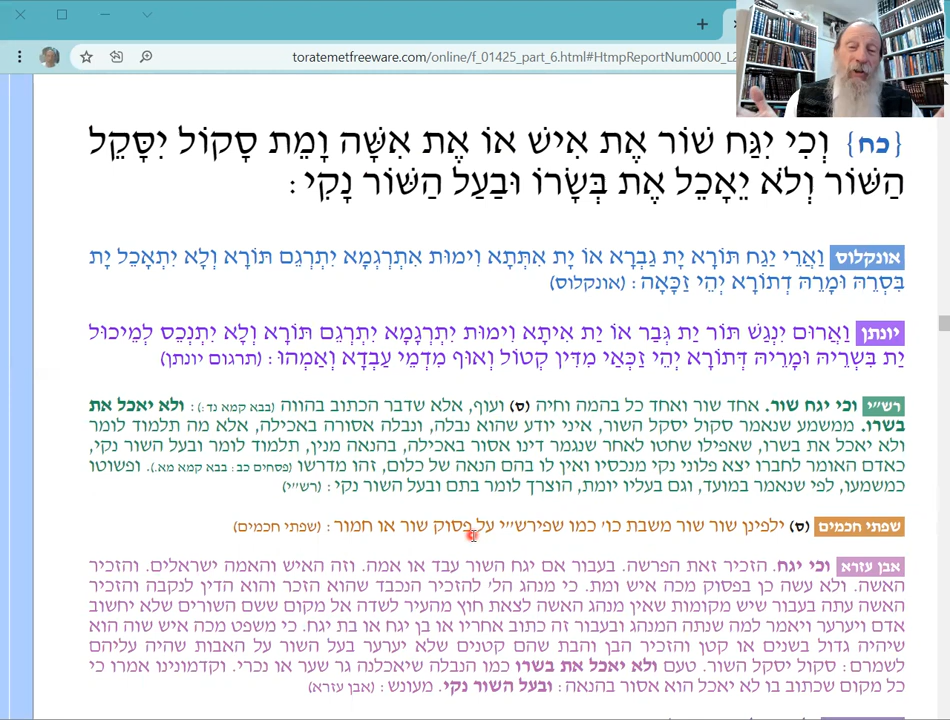 toratemetfreeware.com/online/f_01425_part_6.html#HtmpReportNum0000_L2
{כח} וְכִי יִגַּח שׁוֹר אֶת אִישׁ אוֹ אֶת אִשָּׁה וָמֵת סָקוֹל יִסָּקֵל
הַשּׁוֹר וְלֹא יֵאָכֵל אֶת בְּשָׂרוֹ וּבַעַל הַשּׁוֹר נָקִי :
אונקלוס וַאֲרֵי יִגַּח תּוֹרָא יָת גַּבְרָא אוֹ יָת אִתְּתָא וִימוּת אִתְרְגָמָא יִתְרְגֵם תּוֹרָא וְלָא יִתְאָכֵל יָת
בִּסְרֵהּ וּמָרֵהּ דְתוֹרָא יְהֵי זַכָּאָה : (אונקלוס)
יונתן וַאֲרוּם יִנְגַשׁ תּוֹר יַת גְּבַר אוֹ יַת אִיתָא וִימוּת יִתְרְגָמָא יִתְרְגֵם תּוֹרָא וְלָא יִתְנְכֵס לְמֵיכוּל
יַת בִּשְרֵיהּ וּמָרֵיהּ דְּתוֹרָא יְהֵי זַכְּאַי מִדִּין קְטוֹל וְאוּף מִדְמֵי עַבְדָא וְאַמְהוּ : (תרגום יונתן)
רש״י וכי יגח שור. אחד שור ואחד כל בהמה וחיה (ס) ועוף, אלא שדבר הכתוב בהווה (בבא קמא נד:) : ולא יאכל את
בשרו. ממשמע שנאמר סקול יסקל השור, איני יודע שהוא נבלה, ונבלה אסורה באכילה, אלא מה תלמוד לומר
ולא יאכל את בשרו, שאפילו שחטו לאחר שנגמר דינו אסור באכילה, בהנאה מנין, תלמוד לומר ובעל השור נקי,
כאדם האומר לחברו יצא פלוני נקי מנכסיו ואין לו בהם הנאה של כלום, זהו מדרשו (פסחים כב: בבא קמא מא.). ופשוטו
כמשמעו, לפי שנאמר במועד, וגם בעליו יומת, הוצרך לומר בתם ובעל השור נקי : (רש״י)
שפתי חכמים (ס) ילפינן שור שור משבת כו׳ כמו שפירש״י על פסוק שור או חמור : (שפתי חכמים)
אבן עזרא וכי יגח. הזכיר זאת הפרשה. בעבור אם יגח השור עבד או אמה. וזה האיש והאמה ישראלים. והזכיר
האשה. ולא עשה כן בפסוק מכה איש ומת. כי מנהג הל׳ להזכיר הנכבד שהוא הזכר והוא הדין לנקבה והזכיר
האשה עתה בעבור שיש מקומות שאין מנהג האשה לצאת חוץ מהעיר לשדה אל מקום ששם השורים שלא יחשוב
אדם ויערער ויאמר למה שנתה המנהג ובעבור זה כתוב אחריו או בן יגח או בת יגח. כי משפט מכה איש שוה הוא
שיהיה גדול בשנים או קטן והזכיר הבן והבת שהם קטנים שלא יערער בעל השור על האבות שהיה עליהם
לשמרם : סקול יסקל השור. טעם ולא יאכל את בשרו כמו הנבלה שיאכלנה גר שער או נכרי. וקדמונינו אמרו כי
כל מקום שכתוב בו לא יאכל הוא אסור בהנאה : ובעל השור נקי. מעונש : (אבן עזרא)